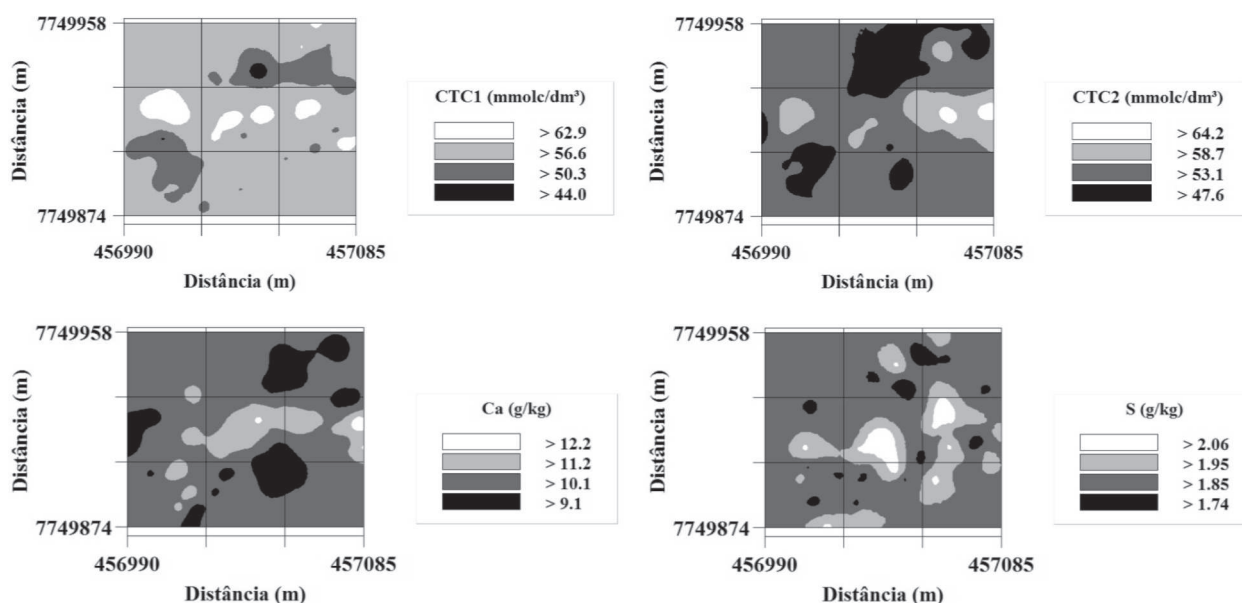 7749958
Distância (m)
7749874
456990
457085
Distância (m)
CTC1 (mmolc/dm³)
> 62.9
> 56.6
> 50.3
> 44.0
7749958
Distância (m)
7749874
456990
457085
Distância (m)
CTC2 (mmolc/dm³)
> 64.2
> 58.7
> 53.1
> 47.6
7749958
Distância (m)
7749874
456990
457085
Distância (m)
Ca (g/kg)
> 12.2
> 11.2
> 10.1
> 9.1
7749958
Distância (m)
7749874
456990
457085
Distância (m)
S (g/kg)
> 2.06
> 1.95
> 1.85
> 1.74